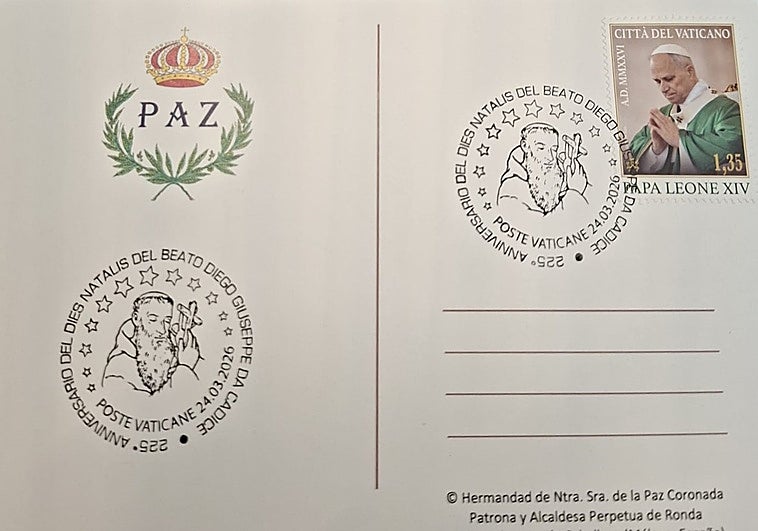 PAZ
225° ANNIVERSARIO DEL DIES NATALIS DEL BEATO DIEGO GIUSEPPE DA CADICE
POSTE VATICANE 24.03.2026
CITTÀ DEL VATICANO
A.D. MMXXVI
1,35
PAPA LEONE XIV
225° ANNIVERSARIO DEL DIES NATALIS DEL BEATO DIEGO GIUSEPPE DA CADICE
POSTE VATICANE 24.03.2026
© Hermandad de Ntra. Sra. de la Paz Coronada
Patrona y Alcaldesa Perpetua de Ronda